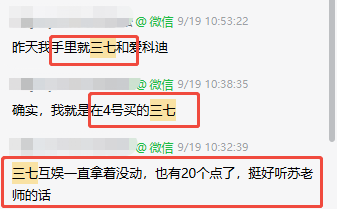 @微信 9/19 10:53:22
昨天我手里就三七和爱科迪
@微信 9/19 10:38:35
确实，我就是在4号买的三七
@微信 9/19 10:32:39
三七互娱一直拿着没动，也有20个点了，挺好听苏老
师的话